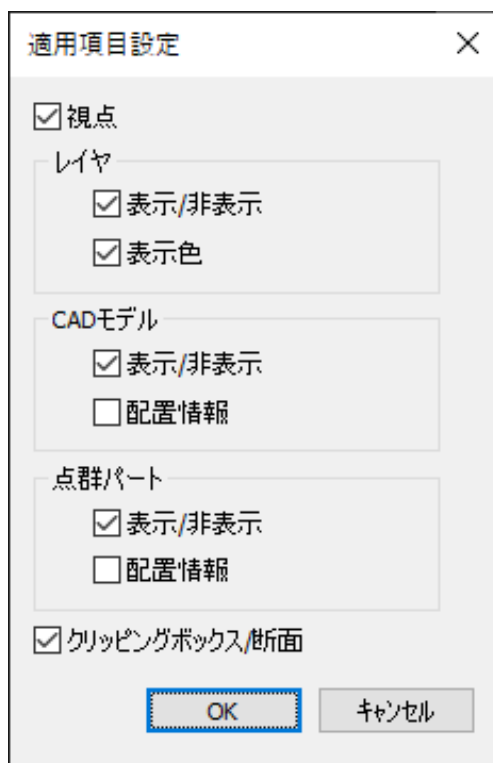 適用項目設定
視点
レイヤ
表示/非表示
表示色
CADモデル
表示/非表示
配置情報
点群パート
表示/非表示
配置情報
クリッピングボックス/断面
OK
キャンセル